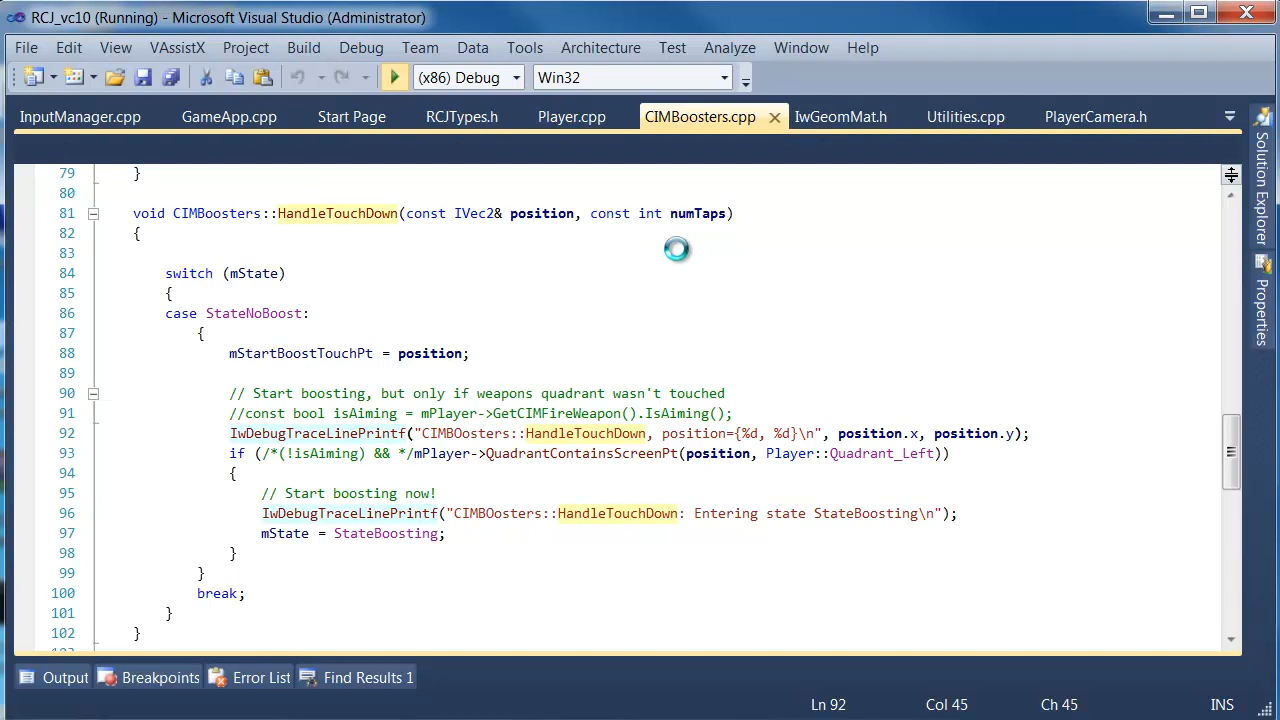 RCJ_vc10 (Running) - Microsoft Visual Studio (Administrator)
File Edit View VAssistX Project Build Debug Team Data Tools Architecture Test Analyze Window Help
(x86) Debug Win32
InputManager.cpp GameApp.cpp Start Page RCJTypes.h Player.cpp CIMBoosters.cpp IwGeomMat.h Utilities.cpp PlayerCamera.h
79 }
80
81 void CIMBoosters::HandleTouchDown(const IVec2& position, const int numTaps)
82 {
83
84 switch (mState)
85 {
86 case StateNoBoost:
87 {
88 mStartBoostTouchPt = position;
89
90 // Start boosting, but only if weapons quadrant wasn't touched
91 //const bool isAiming = mPlayer->GetCIMFireWeapon().IsAiming();
92 IwDebugTraceLinePrintf("CIMBOosters::HandleTouchDown, position={%d, %d}\n", position.x, position.y);
93 if (/*(!isAiming) && */mPlayer->QuadrantContainsScreenPt(position, Player::Quadrant_Left))
94 {
95 // Start boosting now!
96 IwDebugTraceLinePrintf("CIMBOosters::HandleTouchDown: Entering state StateBoosting\n");
97 mState = StateBoosting;
98 }
99 }
100 break;
101 }
102 }
Solution Explorer
Properties
Output Breakpoints Error List Find Results 1
Ln 92 Col 45 Ch 45 INS